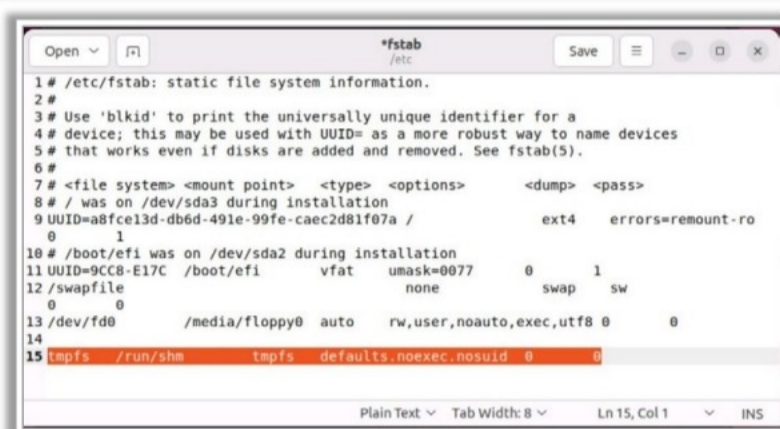 Open
*fstab
/etc
Save
1 # /etc/fstab: static file system information.
2 #
3 # Use 'blkid' to print the universally unique identifier for a
4 # device; this may be used with UUID= as a more robust way to name devices
5 # that works even if disks are added and removed. See fstab(5).
6 #
7 # <file system> <mount point> <type> <options> <dump> <pass>
8 # / was on /dev/sda3 during installation
9 UUID=a8fce13d-db6d-491e-99fe-caec2d81f07a / ext4 errors=remount-ro
0 1
10 # /boot/efi was on /dev/sda2 during installation
11 UUID=9CC8-E17C /boot/efi vfat umask=0077 0 1
12 /swapfile none swap sw
0 0
13 /dev/fd0 /media/floppy0 auto rw,user,noauto,exec,utf8 0 0
14
15 tmpfs /run/shm tmpfs defaults.noexec.nosuid 0 0
Plain Text Tab Width: 8 Ln 15, Col 1 INS